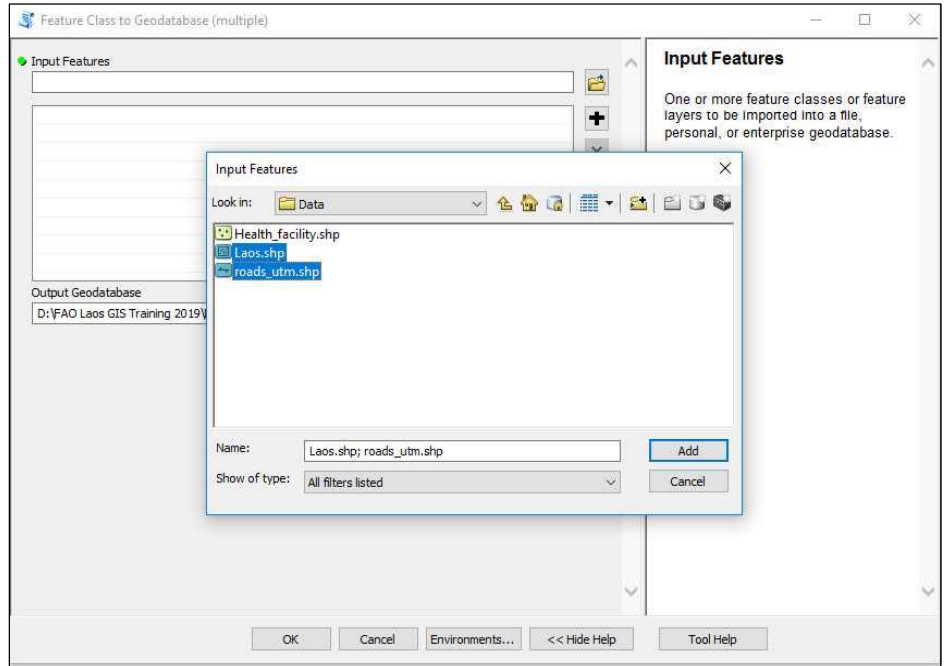 Feature Class to Geodatabase (multiple)
Input Features
Output Geodatabase
D:\FAO Laos GIS Training 2019\
Input Features
One or more feature classes or feature
layers to be imported into a file,
personal, or enterprise geodatabase.
Input Features
Look in:
Data
Health_facility.shp
Laos.shp
roads_utm.shp
Name:
Laos.shp; roads_utm.shp
Add
Show of type:
All filters listed
Cancel
OK
Cancel
Environments...
<< Hide Help
Tool Help